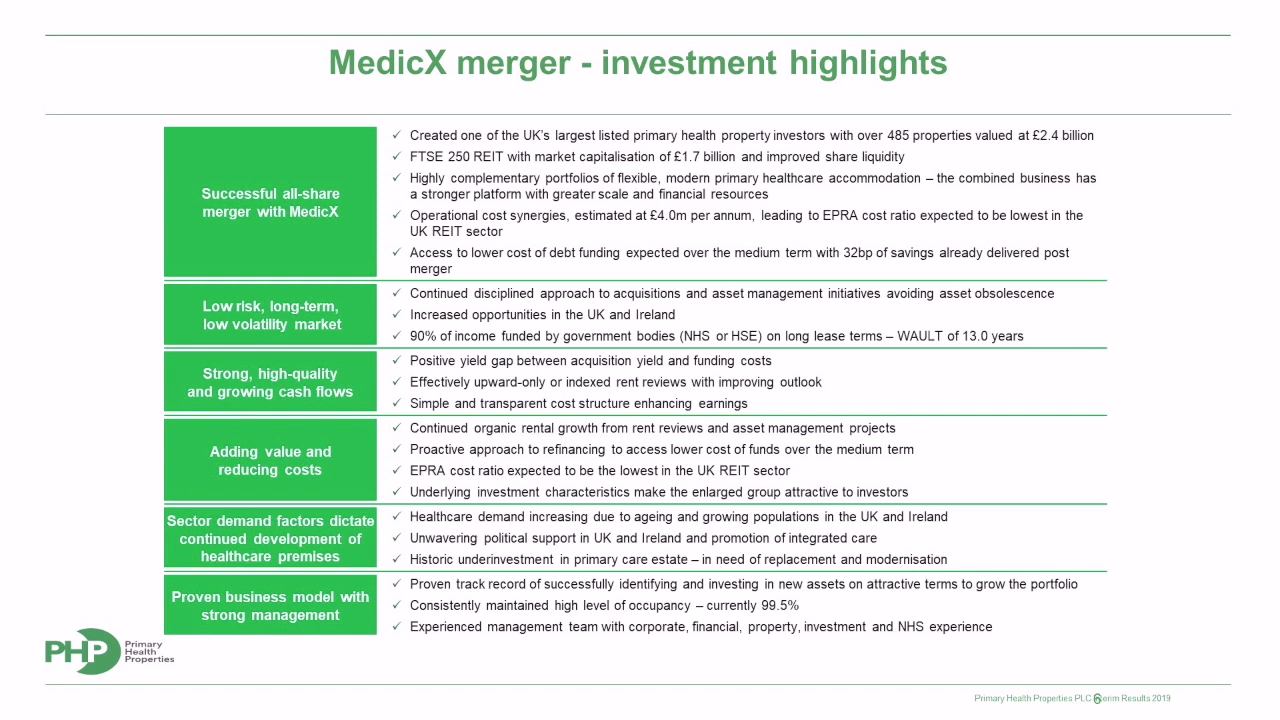 MedicX merger - investment highlights
Successful all-share
merger with MedicX
✓ Created one of the UK's largest listed primary health property investors with over 485 properties valued at £2.4 billion
✓ FTSE 250 REIT with market capitalisation of £1.7 billion and improved share liquidity
✓ Highly complementary portfolios of flexible, modern primary healthcare accommodation – the combined business has
a stronger platform with greater scale and financial resources
✓ Operational cost synergies, estimated at £4.0m per annum, leading to EPRA cost ratio expected to be lowest in the
UK REIT sector
✓ Access to lower cost of debt funding expected over the medium term with 32bp of savings already delivered post
merger
Low risk, long-term,
low volatility market
✓ Continued disciplined approach to acquisitions and asset management initiatives avoiding asset obsolescence
✓ Increased opportunities in the UK and Ireland
✓ 90% of income funded by government bodies (NHS or HSE) on long lease terms – WAULT of 13.0 years
Strong, high-quality
and growing cash flows
✓ Positive yield gap between acquisition yield and funding costs
✓ Effectively upward-only or indexed rent reviews with improving outlook
✓ Simple and transparent cost structure enhancing earnings
Adding value and
reducing costs
✓ Continued organic rental growth from rent reviews and asset management projects
✓ Proactive approach to refinancing to access lower cost of funds over the medium term
✓ EPRA cost ratio expected to be the lowest in the UK REIT sector
✓ Underlying investment characteristics make the enlarged group attractive to investors
Sector demand factors dictate
continued development of
healthcare premises
✓ Healthcare demand increasing due to ageing and growing populations in the UK and Ireland
✓ Unwavering political support in UK and Ireland and promotion of integrated care
✓ Historic underinvestment in primary care estate – in need of replacement and modernisation
Proven business model with
strong management
✓ Proven track record of successfully identifying and investing in new assets on attractive terms to grow the portfolio
✓ Consistently maintained high level of occupancy – currently 99.5%
✓ Experienced management team with corporate, financial, property, investment and NHS experience
PHP
Primary
Health
Properties
Primary Health Properties PLC Results 2019
6